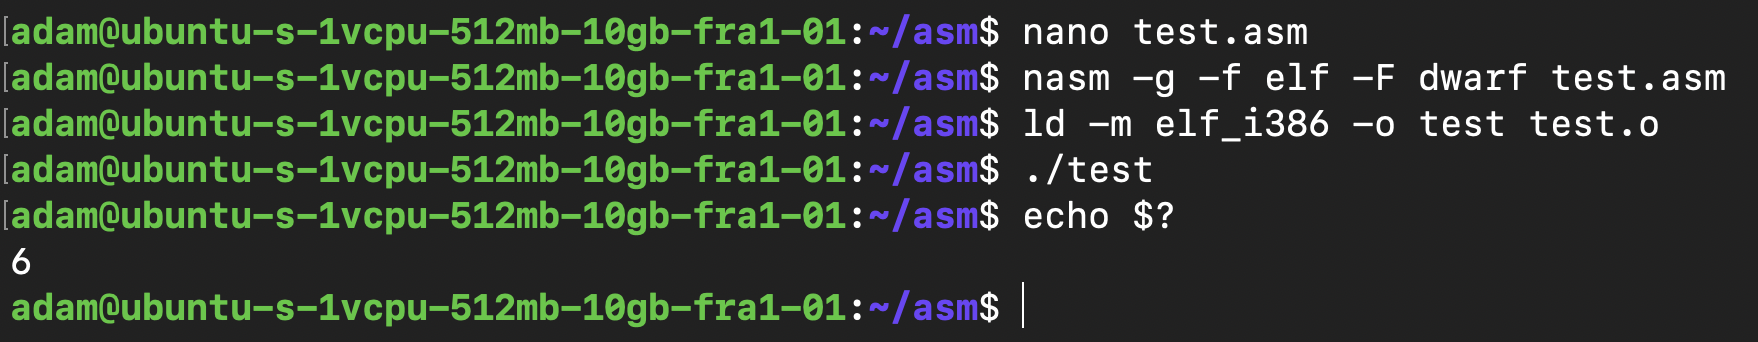 [adam@ubuntu-s-1vcpu-512mb-10gb-fra1-01:~/asm$ nano test.asm
[adam@ubuntu-s-1vcpu-512mb-10gb-fra1-01:~/asm$ nasm -g -f elf -F dwarf test.asm
[adam@ubuntu-s-1vcpu-512mb-10gb-fra1-01:~/asm$ ld -m elf_i386 -o test test.o
[adam@ubuntu-s-1vcpu-512mb-10gb-fra1-01:~/asm$ ./test
[adam@ubuntu-s-1vcpu-512mb-10gb-fra1-01:~/asm$ echo $?
6
adam@ubuntu-s-1vcpu-512mb-10gb-fra1-01:~/asm$